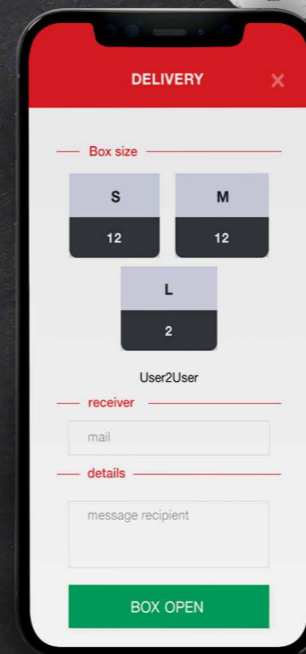 DELIVERY ×
Box size
S M
12 12
L
2
User2User
receiver
mail
details
message recipient
BOX OPEN